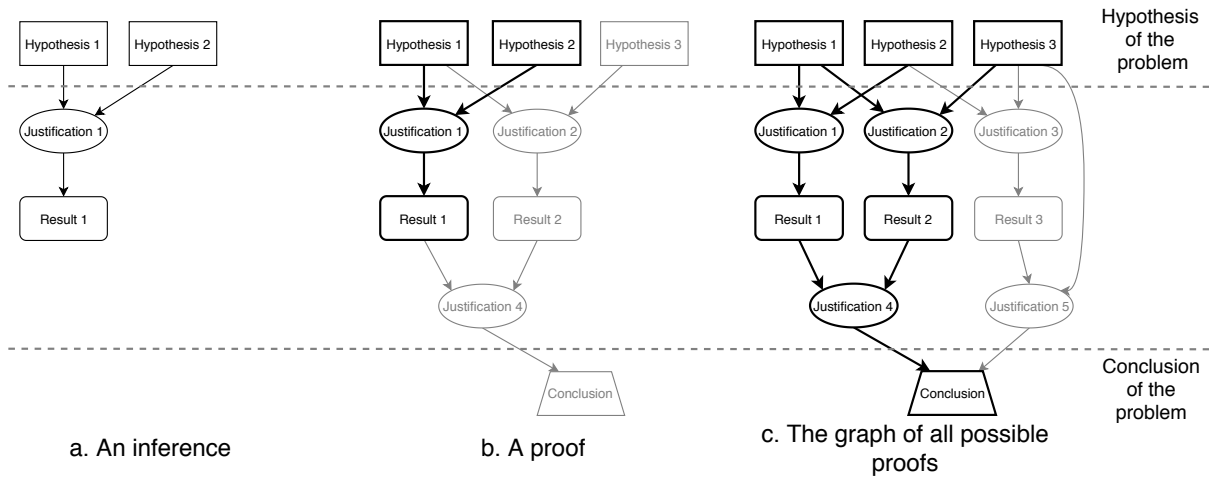 Hypothesis 1
Hypothesis 2
Justification 1
Result 1
a. An inference
Hypothesis 1
Hypothesis 2
Hypothesis 3
Justification 1
Justification 2
Result 1
Result 2
Justification 4
Conclusion
b. A proof
Hypothesis 1
Hypothesis 2
Hypothesis 3
Justification 1
Justification 2
Justification 3
Result 1
Result 2
Result 3
Justification 4
Justification 5
Conclusion
c. The graph of all possible
proofs
Hypothesis
of the
problem
Conclusion
of the
problem